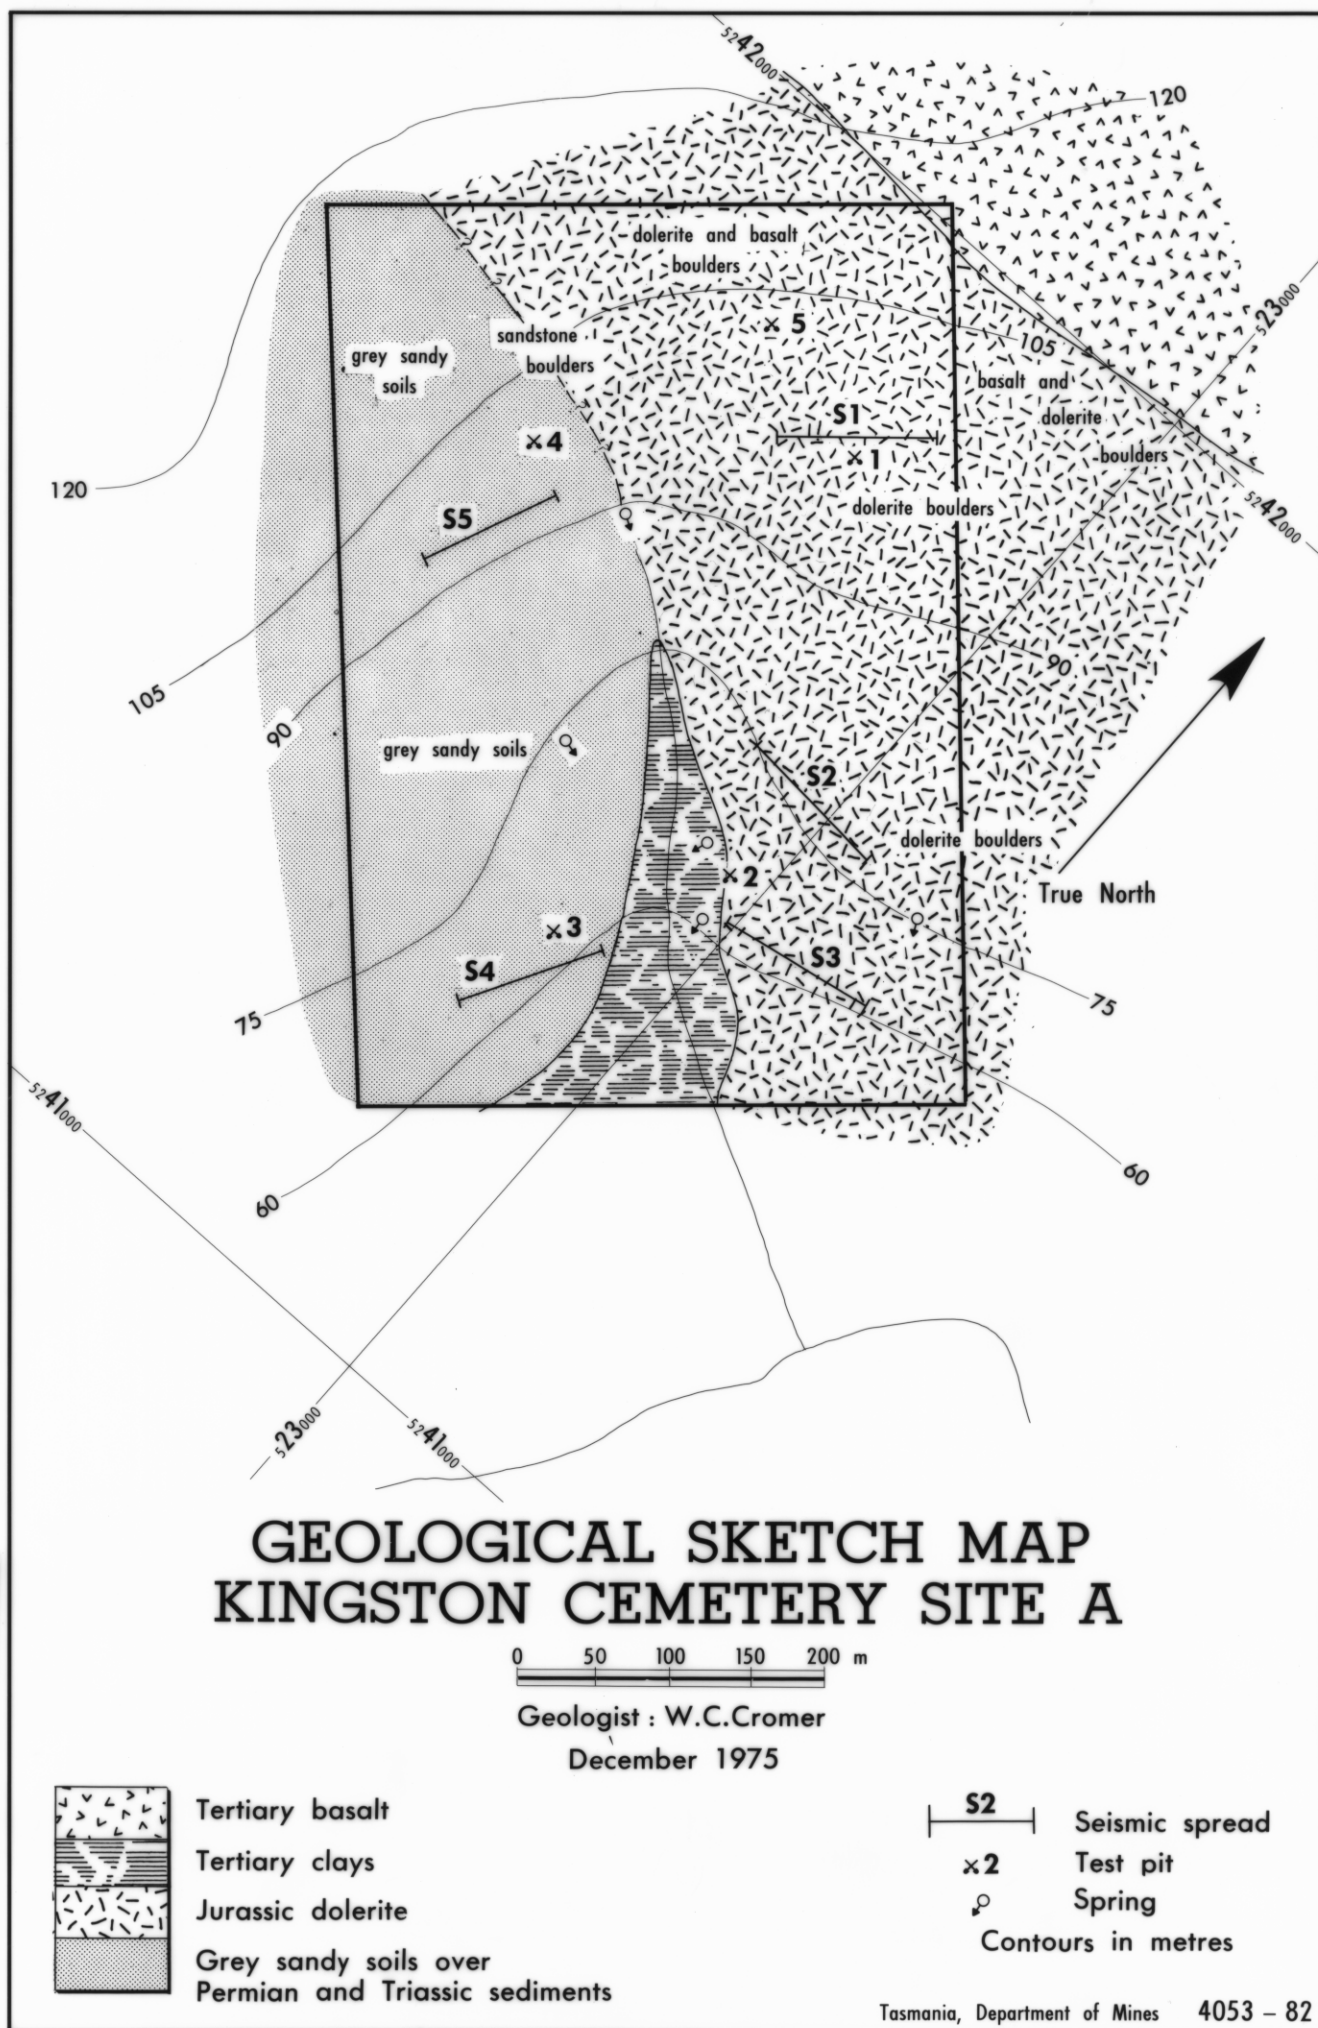 5242000
120
dolerite and basalt
boulders
523000
sandstone
boulders
× 5
105
grey sandy
soils
basalt and
dolerite
boulders
S1
×4
×1
120
S5
dolerite boulders
5242000
90
105
90
grey sandy soils
S2
dolerite boulders
×2
True North
×3
S3
S4
75
75
5241000
60
60
523000
5241000
GEOLOGICAL SKETCH MAP
KINGSTON CEMETERY SITE A
0 50 100 150 200 m
Geologist : W.C.Cromer
December 1975
Tertiary basalt
Tertiary clays
Jurassic dolerite
Grey sandy soils over
Permian and Triassic sediments
S2
Seismic spread
×2 Test pit
Spring
Contours in metres
Tasmania, Department of Mines 4053 – 82